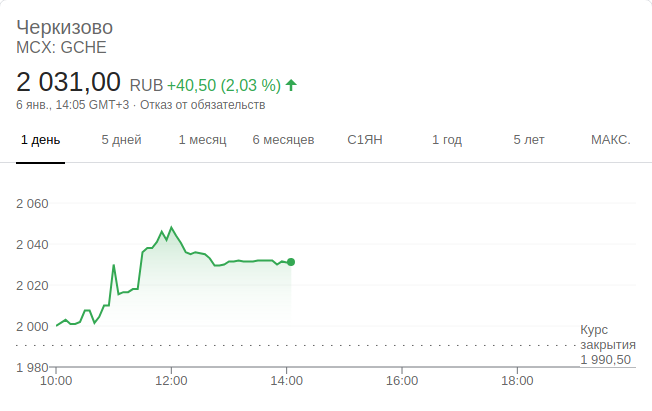 Черкизово
MCX: GCHE
2 031,00 RUB +40,50 (2,03 %)
6 янв., 14:05 GMT+3 · Отказ от обязательств
1 день 5 дней 1 месяц 6 месяцев С1ЯН 1 год 5 лет МАКС.
2 060
2 040
2 020
2 000
Курс
закрытия
1 990,50
1 980
10:00 12:00 14:00 16:00 18:00